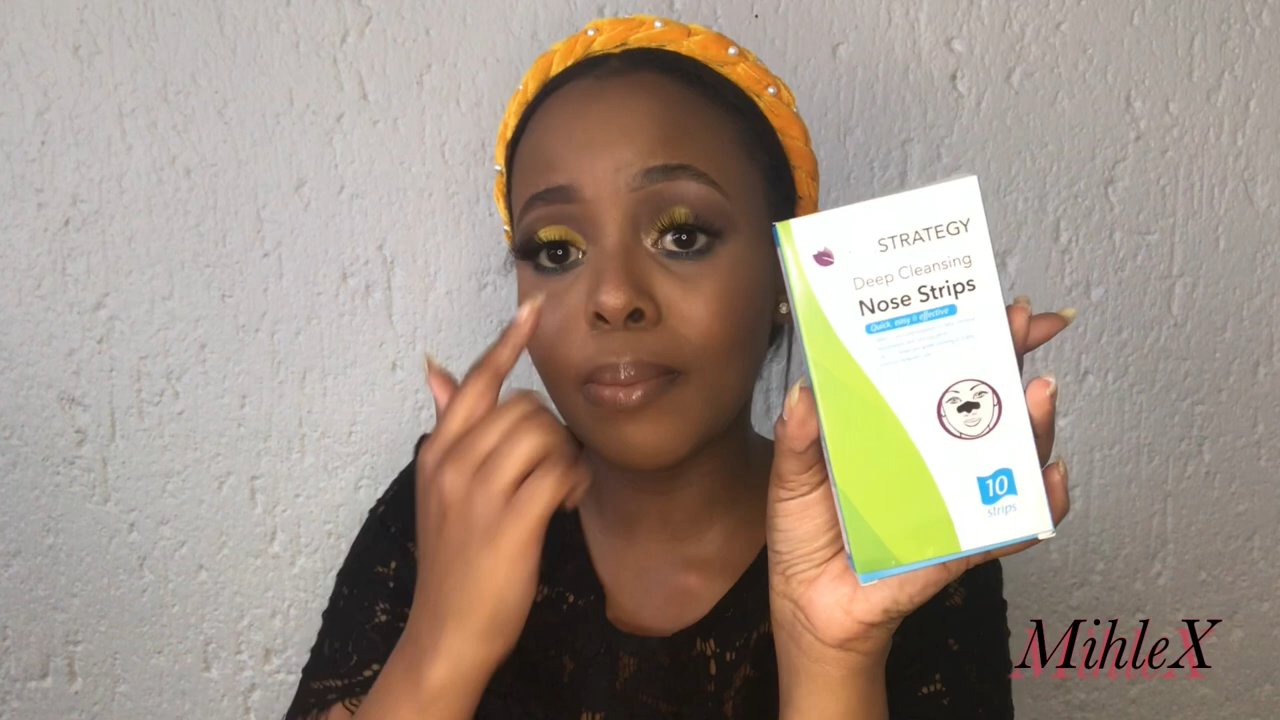 STRATEGY
Deep Cleansing
Nose Strips
Quick, easy & effective
10
strips
MihleX